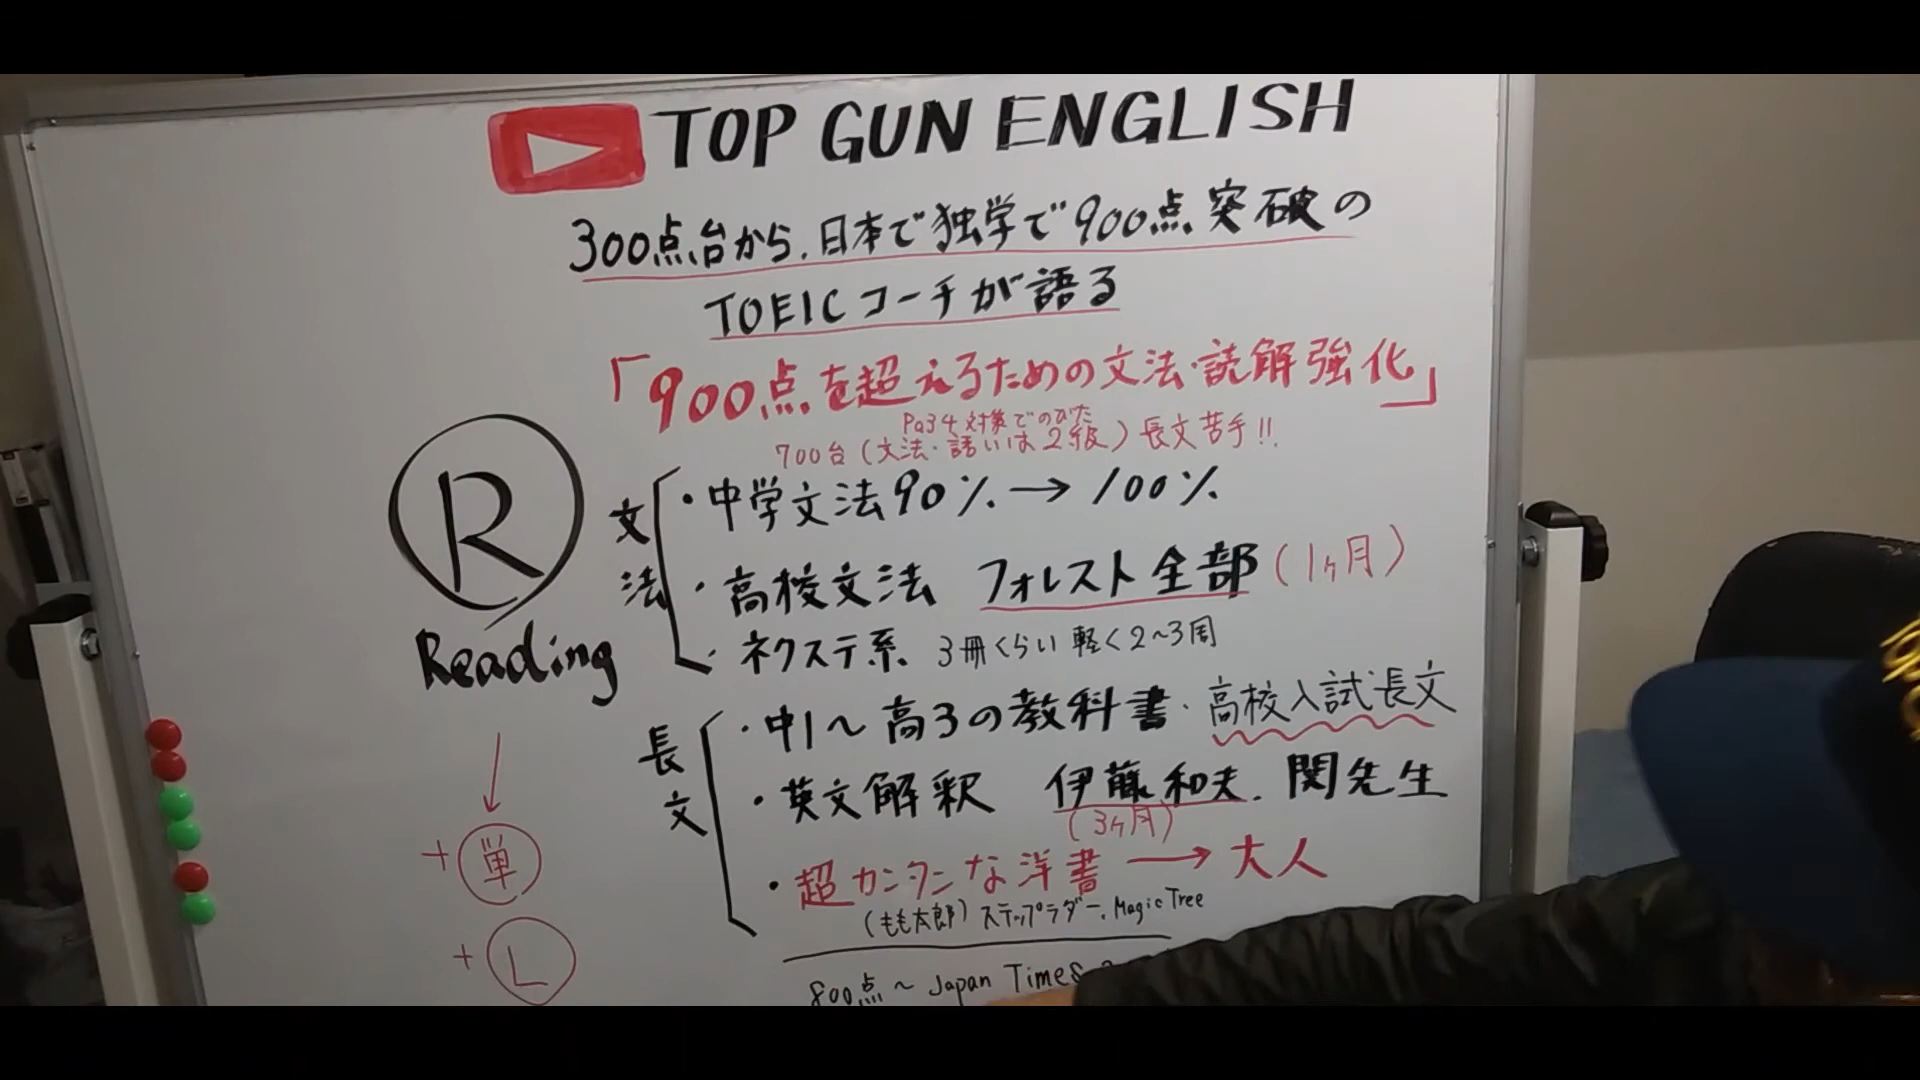 TOP GUN ENGLISH
300点台から、日本で独学で900点突破の
TOEICコーチが語る
「900点を超えるための文法・読解強化」
Pa34対象でのびた
700台(文法・語いは2級)長文苦手!!
R
Reading
文法
・中学文法90%→100%
・高校文法 フォレスト全部(1ヶ月)
・ネクステ系 3冊くらい 軽く2~3周
長文
・中1~高3の教科書・高校入試長文
・英文解釈 伊藤和夫、関先生
(3ヶ月)
・超カンタンな洋書→大人
(もも太郎)ステップラダー、Magic Tree
800点~Japan Times
+単
+L